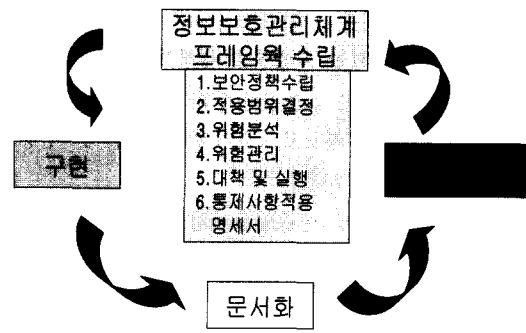 정보보호관리체계
프레임웍 수립
1.보안정책수립
2.적용범위결정
3.위험분석
4.위험관리
5.대책 및 실행
6.통제사항적용
명세서
구현
문서화